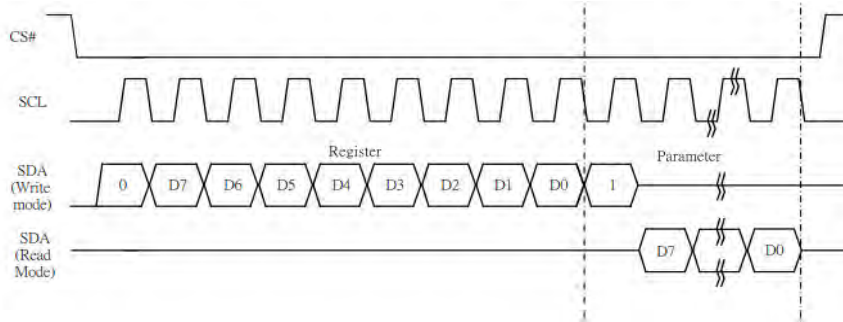 CS#
SCL
Register
Parameter
SDA
(Write
mode)
0 D7 D6 D5 D4 D3 D2 D1 D0 1
SDA
(Read
Mode)
D7 D0